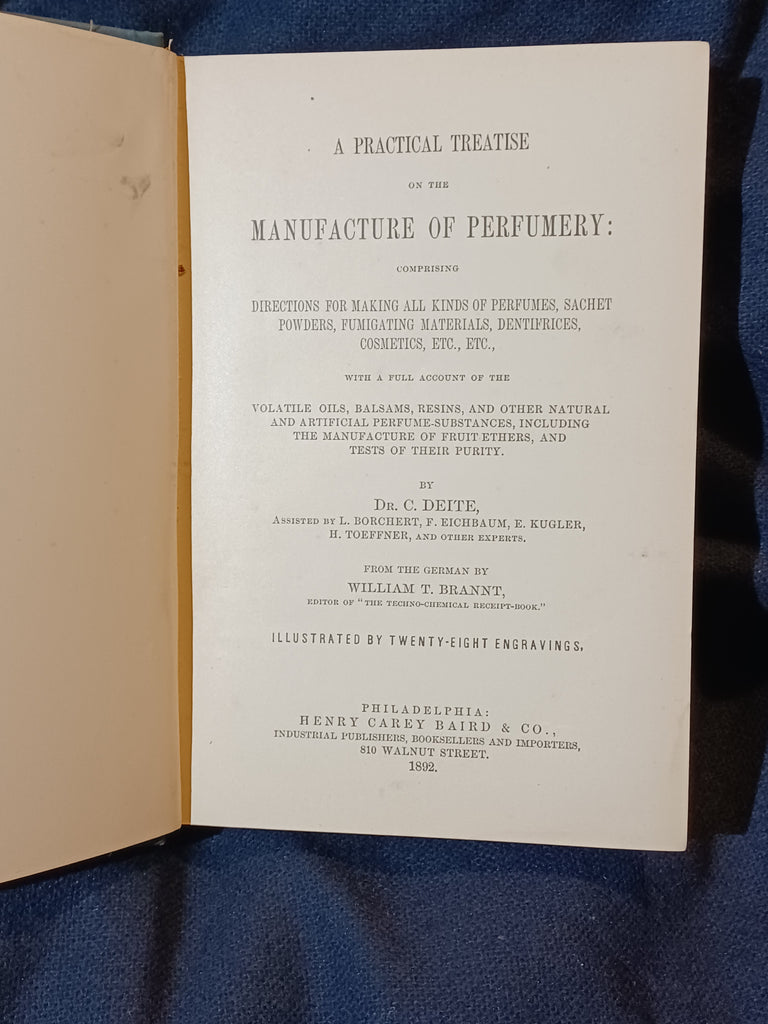 A PRACTICAL TREATISE
ON THE
MANUFACTURE OF PERFUMERY:
COMPRISING
DIRECTIONS FOR MAKING ALL KINDS OF PERFUMES, SACHET
POWDERS, FUMIGATING MATERIALS, DENTIFRICES,
COSMETICS, ETC., ETC.,
WITH A FULL ACCOUNT OF THE
VOLATILE OILS, BALSAMS, RESINS, AND OTHER NATURAL
AND ARTIFICIAL PERFUME-SUBSTANCES, INCLUDING
THE MANUFACTURE OF FRUIT ETHERS, AND
TESTS OF THEIR PURITY.
BY
DR. C. DEITE,
ASSISTED BY L. BORCHERT, F. EICHBAUM, E. KUGLER,
H. TOEFFNER, AND OTHER EXPERTS.
FROM THE GERMAN BY
WILLIAM T. BRANNT,
EDITOR OF "THE TECHNO-CHEMICAL RECEIPT-BOOK."
ILLUSTRATED BY TWENTY-EIGHT ENGRAVINGS,
PHILADELPHIA:
HENRY CAREY BAIRD & CO.,
INDUSTRIAL PUBLISHERS, BOOKSELLERS AND IMPORTERS,
810 WALNUT STREET.
1892.